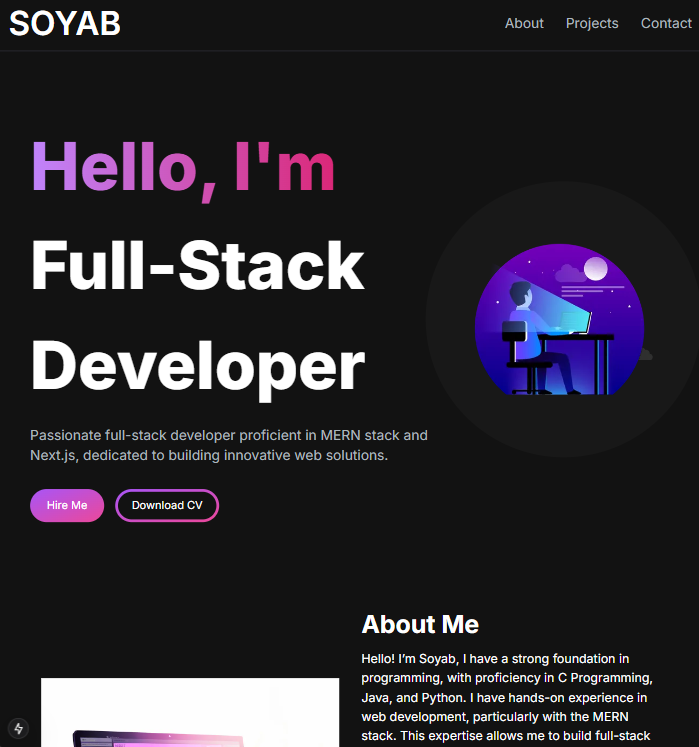 SOYAB
About Projects Contact
Hello, I'm
Full-Stack
Developer
Passionate full-stack developer proficient in MERN stack and
Next.js, dedicated to building innovative web solutions.
Hire Me
Download CV
About Me
Hello! I’m Soyab, I have a strong foundation in
programming, with proficiency in C Programming,
Java, and Python. I have hands-on experience in
web development, particularly with the MERN
stack. This expertise allows me to build full-stack